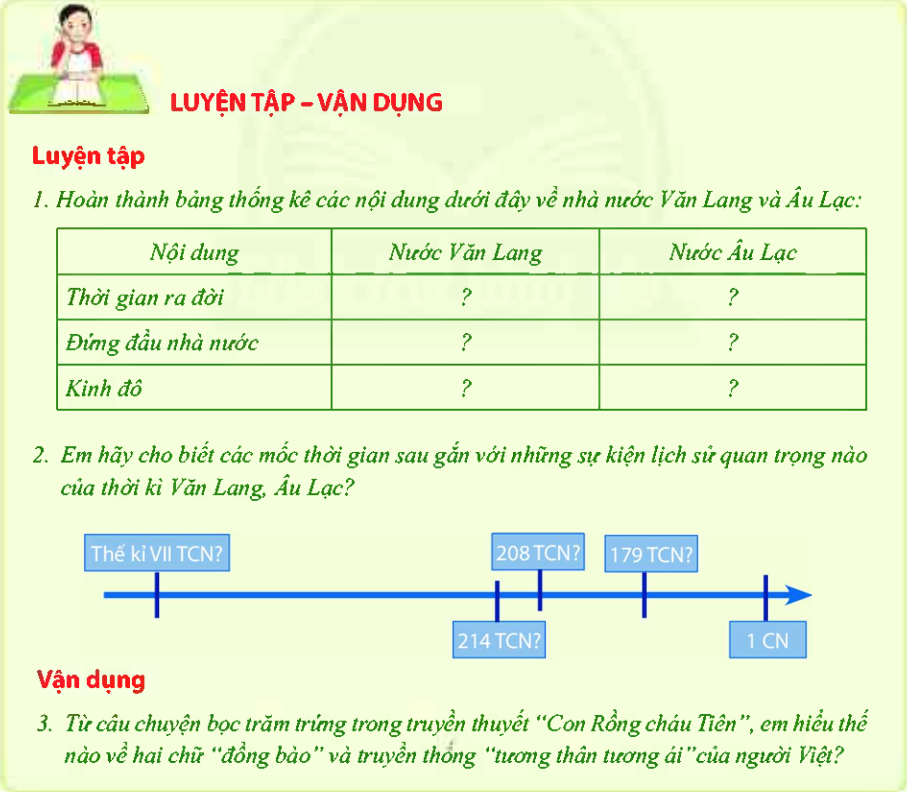 LUYỆN TẬP – VẬN DỤNG
Luyện tập
1. Hoàn thành bảng thống kê các nội dung dưới đây về nhà nước Văn Lang và Âu Lạc:
Nội dung Nước Văn Lang Nước Âu Lạc
Thời gian ra đời ? ?
Đứng đầu nhà nước ? ?
Kinh đô ? ?
2. Em hãy cho biết các mốc thời gian sau gắn với những sự kiện lịch sử quan trọng nào
của thời kì Văn Lang, Âu Lạc?
Thế kỉ VII TCN? 208 TCN? 179 TCN?
214 TCN? 1 CN
Vận dụng
3. Từ câu chuyện bọc trăm trứng trong truyền thuyết “Con Rồng cháu Tiên”, em hiểu thế
nào về hai chữ “đồng bào” và truyền thống “tương thân tương ái”của người Việt?